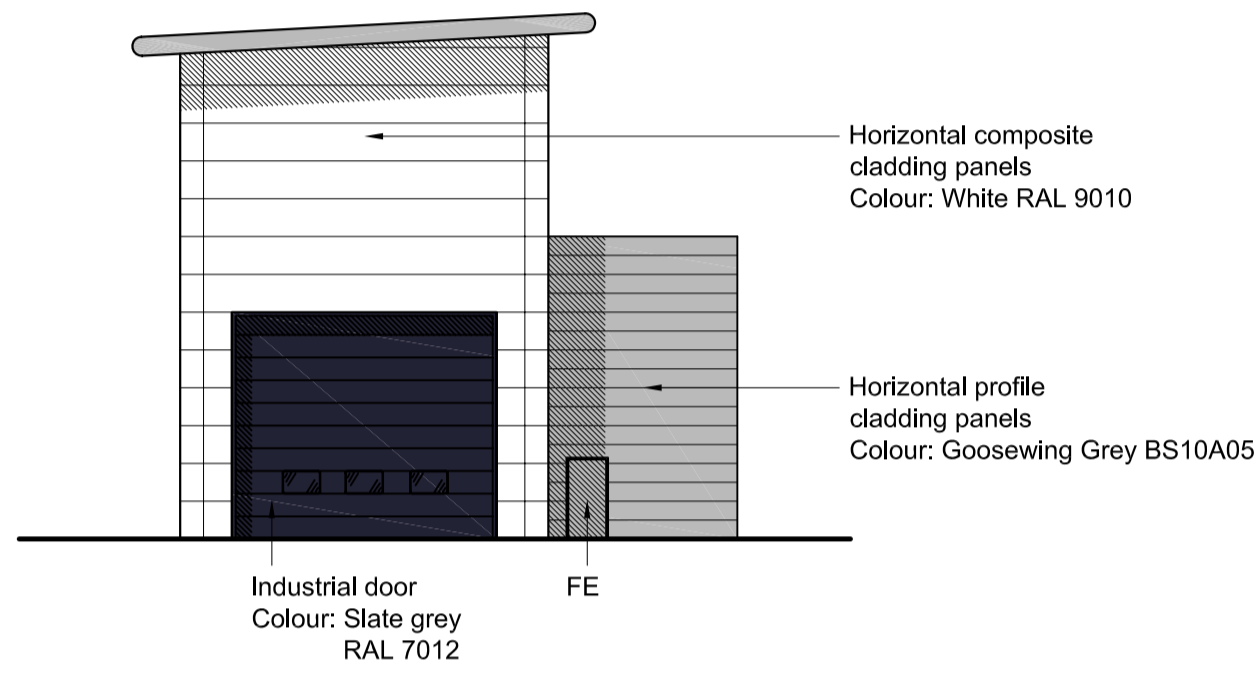 Horizontal composite
cladding panels
Colour: White RAL 9010
Horizontal profile
cladding panels
Colour: Goosewing Grey BS10A05
Industrial door
Colour: Slate grey
RAL 7012
FE